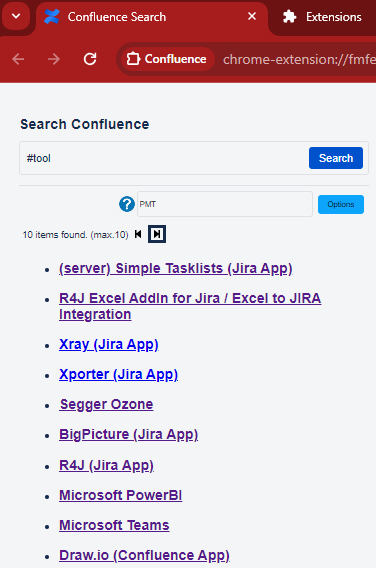 Confluence Search
Extensions
Confluence
chrome-extension://fmfe
Search Confluence
#tool
Search
?
PMT
Options
10 items found. (max.10)
(server) Simple Tasklists (Jira App)
R4J Excel AddIn for Jira / Excel to JIRA
Integration
Xray (Jira App)
Xporter (Jira App)
Segger Ozone
BigPicture (Jira App)
R4J (Jira App)
Microsoft PowerBI
Microsoft Teams
Draw.io (Confluence App)